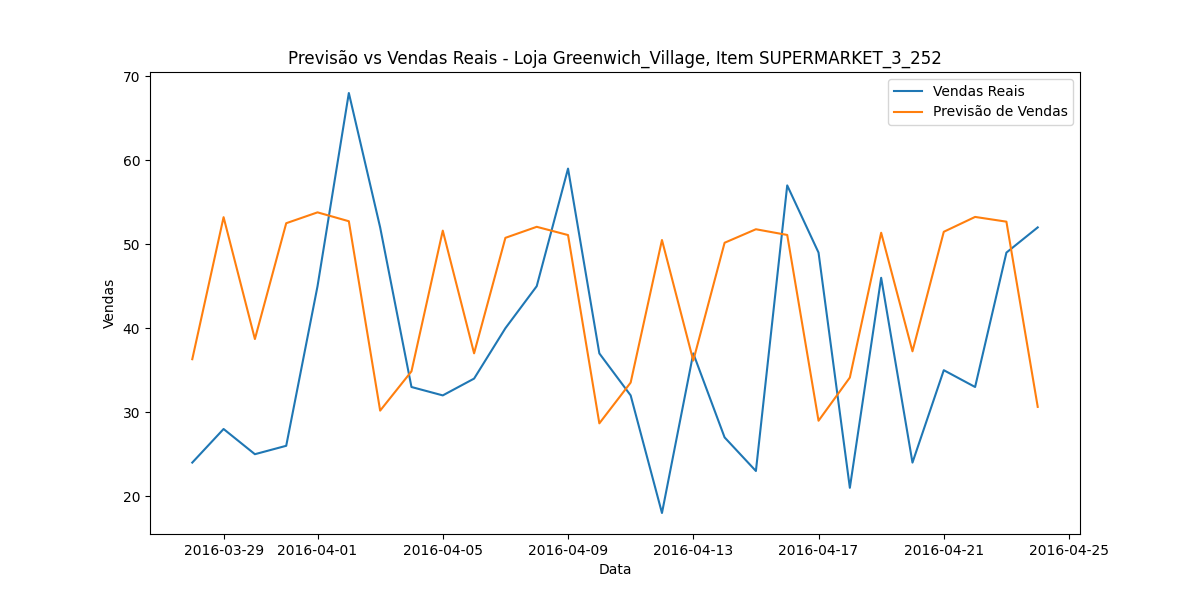 Previsão vs Vendas Reais - Loja Greenwich_Village, Item SUPERMARKET_3_252
Vendas Reais
Previsão de Vendas
Vendas
70
60
50
40
30
20
2016-03-29 2016-04-01 2016-04-05 2016-04-09 2016-04-13 2016-04-17 2016-04-21 2016-04-25
Data